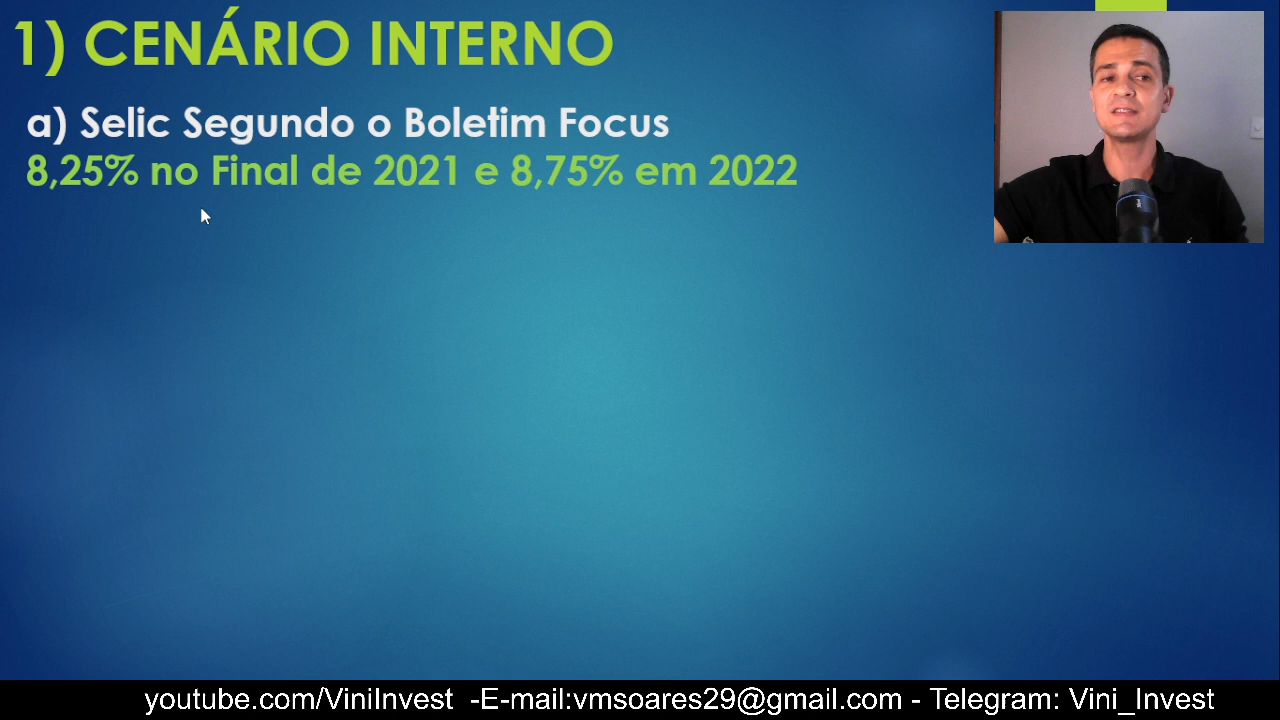 1) CENÁRIO INTERNO
a) Selic Segundo o Boletim Focus
8,25% no Final de 2021 e 8,75% em 2022
youtube.com/ViniInvest -E-mail:vmsoares29@gmail.com - Telegram: Vini_Invest